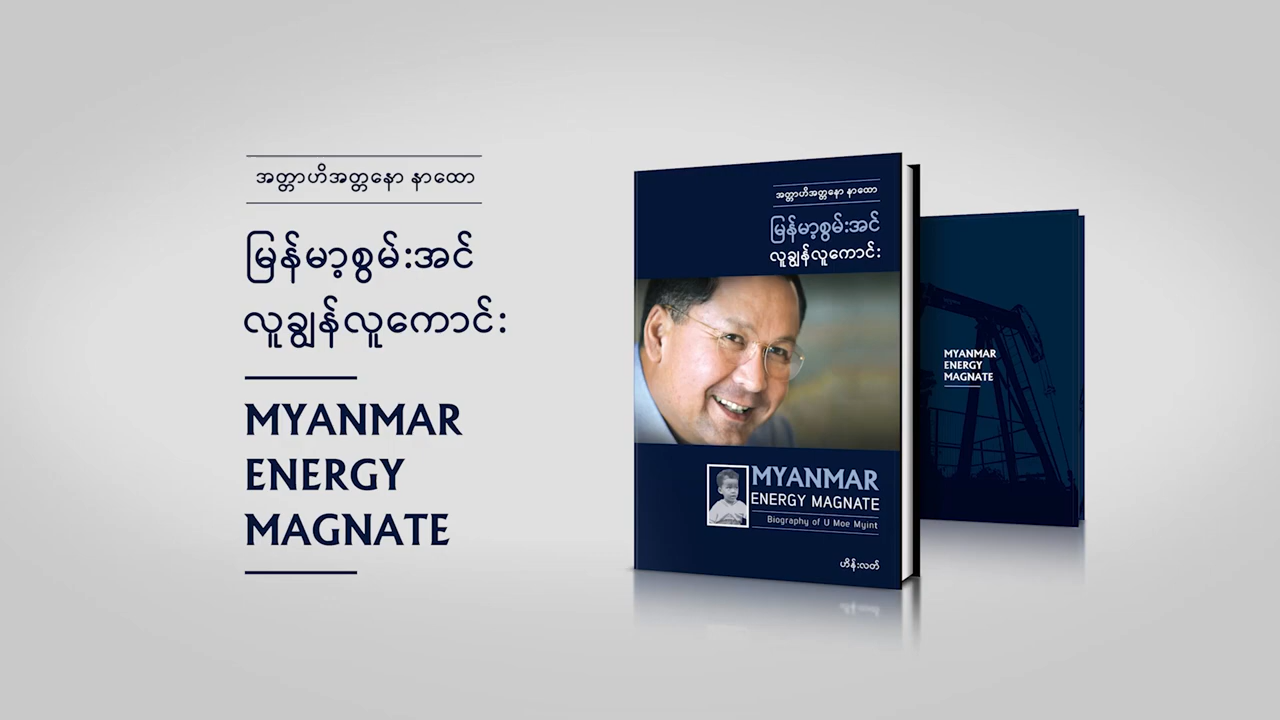 အတ္တာဟိအတ္တနော နာထော
မြန်မာ့စွမ်းအင်
လူချွန်လူကောင်း
MYANMAR
ENERGY
MAGNATE
အတ္တာဟိအတ္တနော နာထော
မြန်မာ့စွမ်းအင်
လူချွန်လူကောင်း
MYANMAR
ENERGY MAGNATE
Biography of U Moe Myint
ဟိန်းလတ်
MYANMAR
ENERGY
MAGNATE